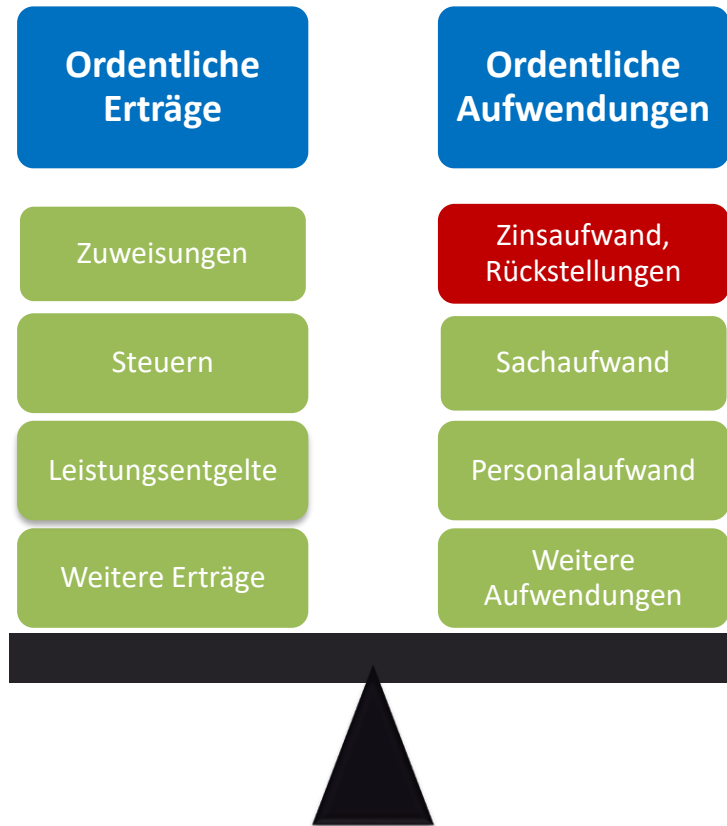 Ordentliche
Erträge
Zuweisungen
Steuern
Leistungsentgelte
Weitere Erträge
Ordentliche
Aufwendungen
Zinsaufwand,
Rückstellungen
Sachaufwand
Personalaufwand
Weitere
Aufwendungen